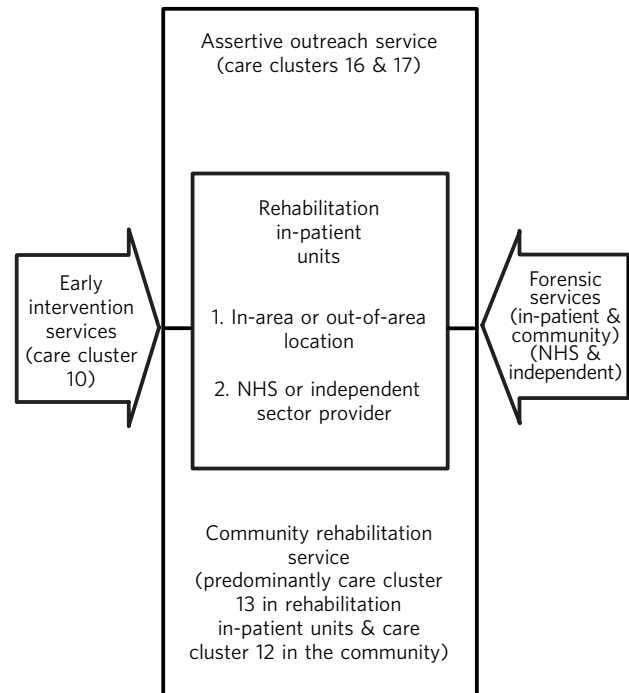 Assertive outreach service
(care clusters 16 & 17)
Rehabilitation
in-patient
units
1. In-area or out-of-area
location
2. NHS or independent
sector provider
Early
intervention
services
(care cluster
10)
Forensic
services
(in-patient &
community)
(NHS &
independent)
Community rehabilitation
service
(predominantly care cluster
13 in rehabilitation
in-patient units & care
cluster 12 in the community)